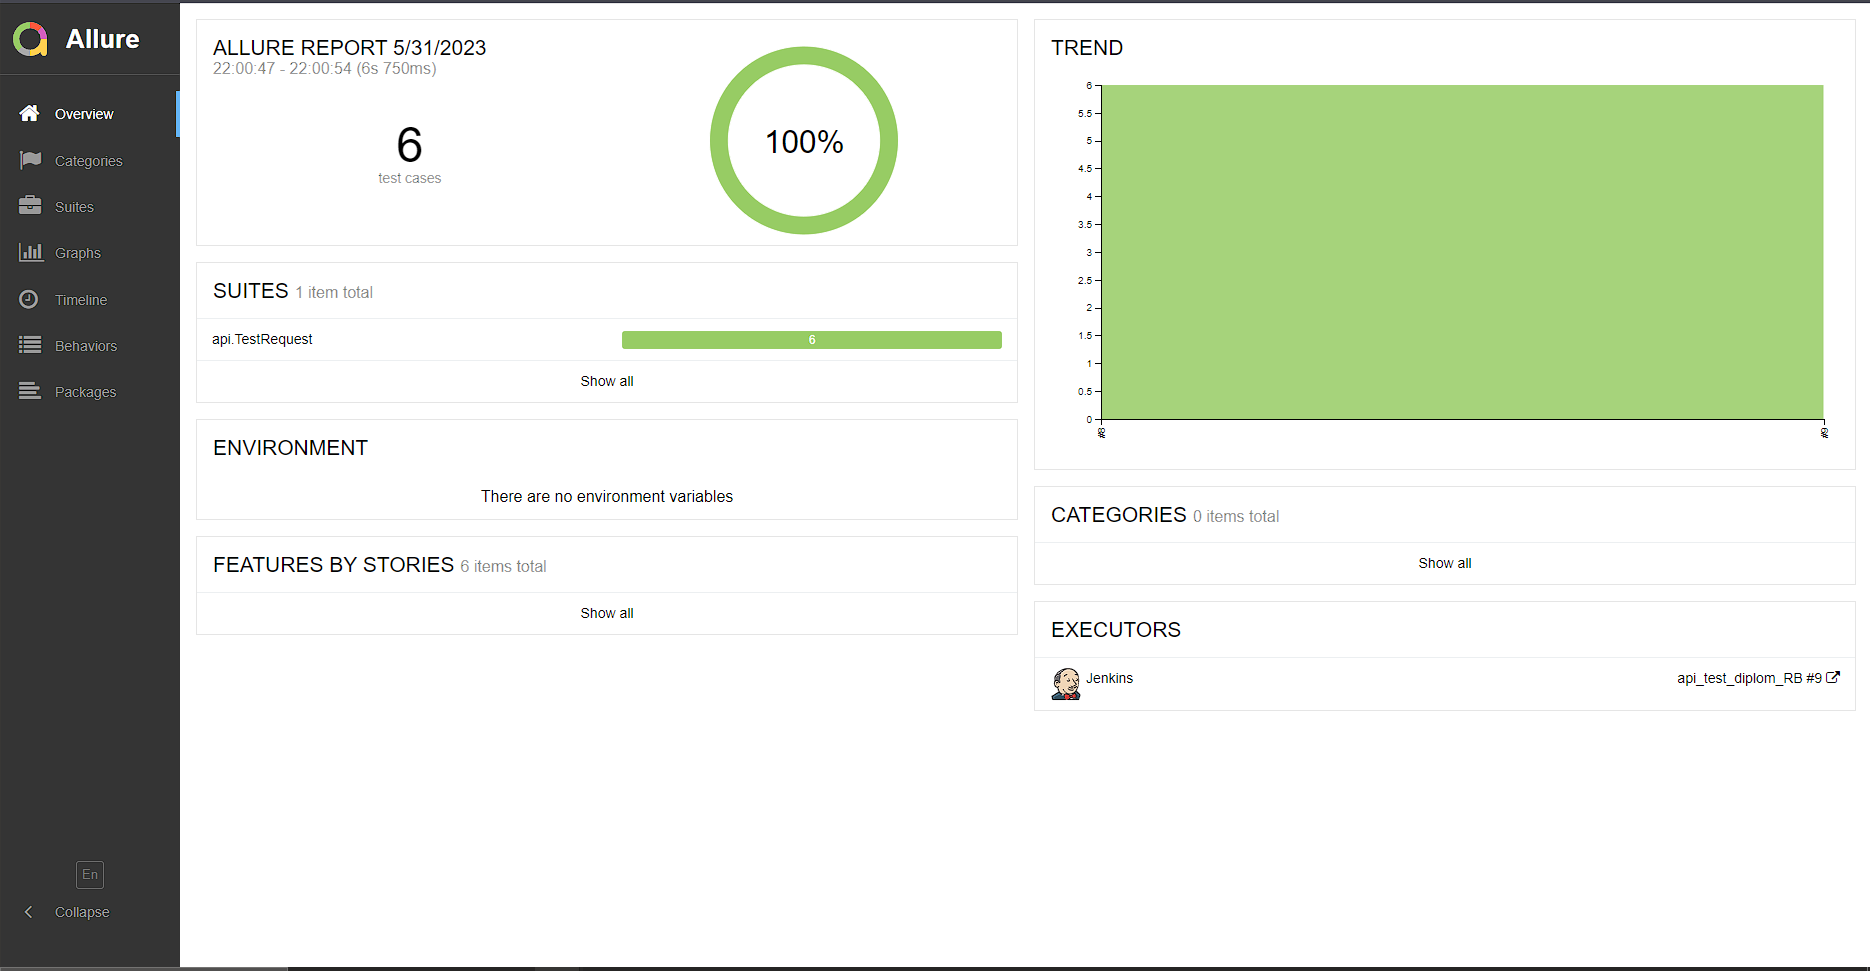 Allure
Overview
Categories
Suites
Graphs
Timeline
Behaviors
Packages
En
Collapse
ALLURE REPORT 5/31/2023
22:00:47 - 22:00:54 (6s 750ms)
6
test cases
100%
SUITES 1 item total
api.TestRequest
6
Show all
ENVIRONMENT
There are no environment variables
FEATURES BY STORIES 6 items total
Show all
TREND
6
5.5
5
4.5
4
3.5
3
2.5
2
1.5
1
0.5
0
#8
#9
CATEGORIES 0 items total
Show all
EXECUTORS
Jenkins
api_test_diplom_RB #9